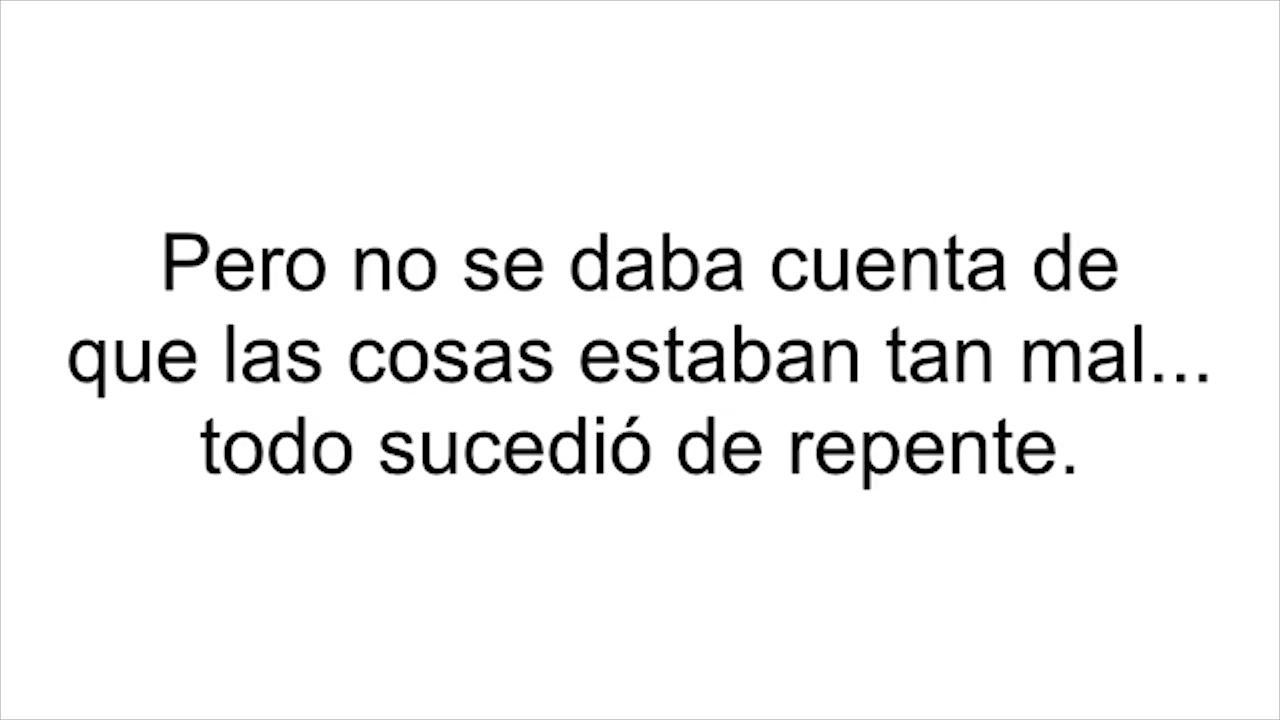 Pero no se daba cuenta de
que las cosas estaban tan mal...
todo sucedió de repente.